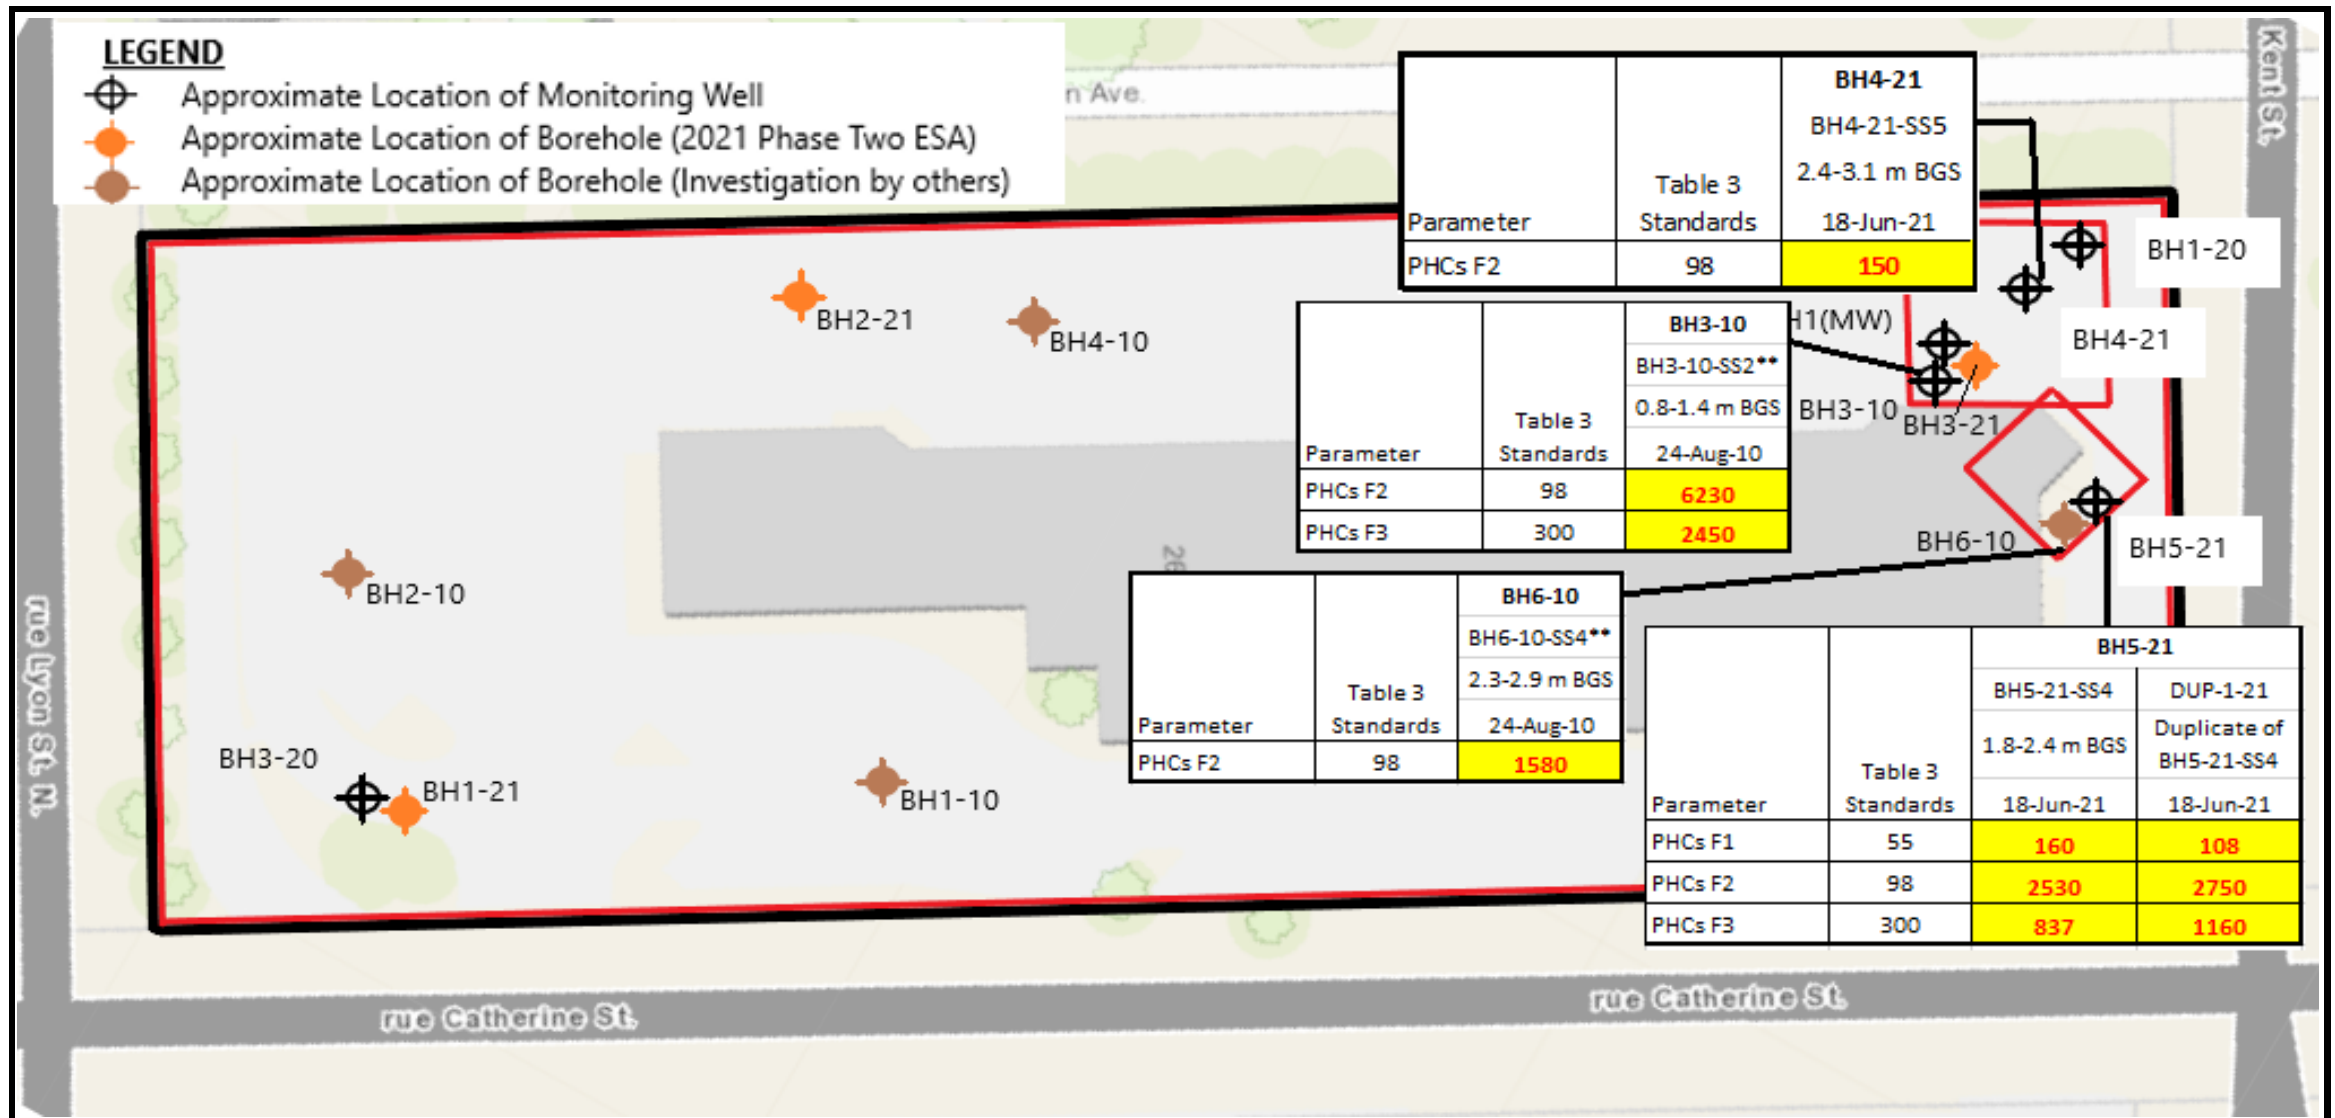 LEGEND
Approximate Location of Monitoring Well
Approximate Location of Borehole (2021 Phase Two ESA)
Approximate Location of Borehole (Investigation by others)
n Ave.
Kent St.
BH4-21
BH4-21-SS5
2.4-3.1 m BGS
Parameter Table 3 Standards 18-Jun-21
PHCs F2 98 150
BH1-20
BH4-21
H1(MW)
BH3-10
BH3-21
BH2-21
BH4-10
BH3-10
BH3-10-SS2**
0.8-1.4 m BGS
Parameter Table 3 Standards 24-Aug-10
PHCs F2 98 6230
PHCs F3 300 2450
BH6-10
BH5-21
26
BH2-10
BH6-10
BH6-10-SS4**
2.3-2.9 m BGS
Parameter Table 3 Standards 24-Aug-10
PHCs F2 98 1580
BH5-21
BH5-21-SS4 DUP-1-21
1.8-2.4 m BGS Duplicate of BH5-21-SS4
Parameter Table 3 Standards 18-Jun-21 18-Jun-21
PHCs F1 55 160 108
PHCs F2 98 2530 2750
PHCs F3 300 837 1160
rue Lyon St. N.
BH3-20
BH1-21
BH1-10
rue Catherine St.
rue Catherine St.